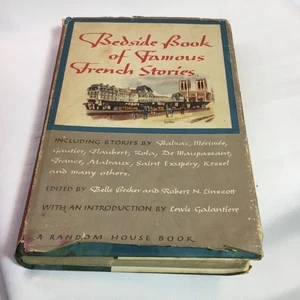 Bedside Book
of Famous
French Stories
INCLUDING STORIES BY Balzac, Mérimée,
Gautier, Flaubert, Zola, De Maupassant,
France, Malraux, Saint Exupéry, Kessel
and many others.
EDITED BY Belle Becker and Robert N. Linscott
WITH AN INTRODUCTION BY Lewis Galantiere
A RANDOM HOUSE BOOK